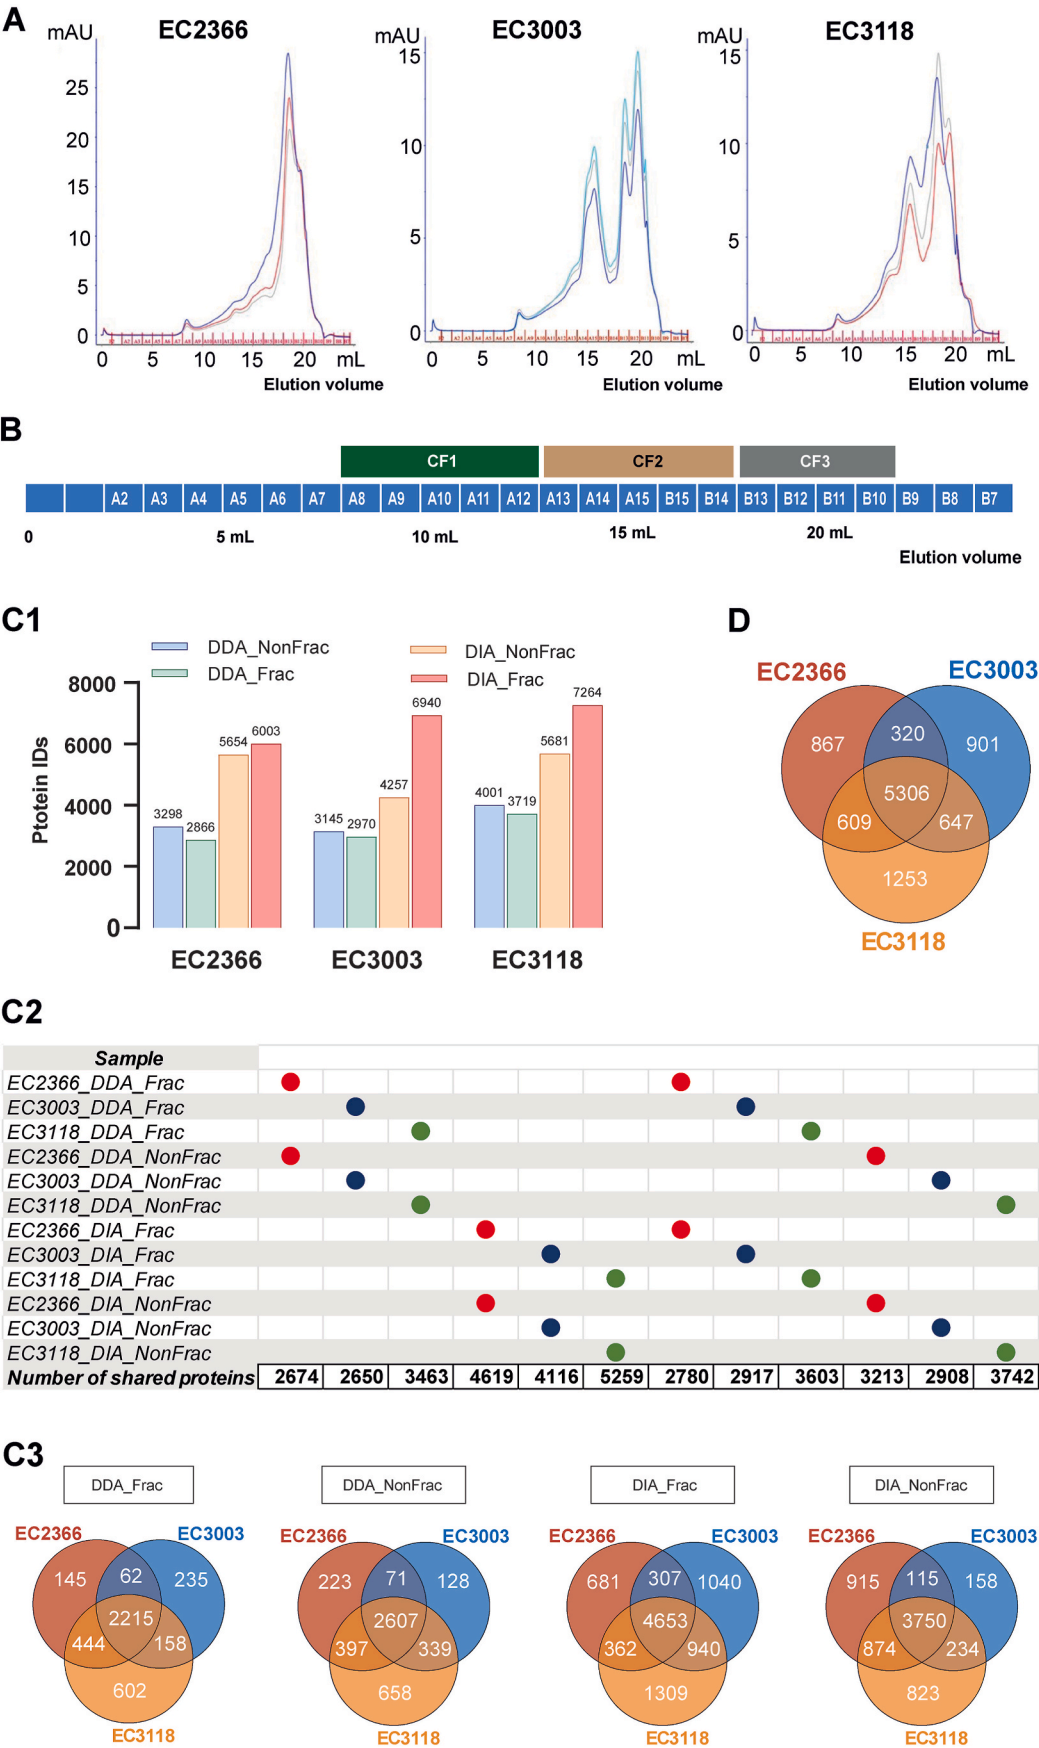 A
EC2366
EC3003
EC3118
mAU
mAU
mAU
25
20
15
10
5
0
15
10
5
0
15
10
5
0
0 5 10 15 20 mL
0 5 10 15 20 mL
0 5 10 15 20 mL
Elution volume
Elution volume
Elution volume
B
CF1 CF2 CF3
A2 A3 A4 A5 A6 A7 A8 A9 A10 A11 A12 A13 A14 A15 B15 B14 B13 B12 B11 B10 B9 B8 B7
0 5 mL 10 mL 15 mL 20 mL
Elution volume
C1
DDA_NonFrac
DIA_NonFrac
DDA_Frac
DIA_Frac
Ptotein IDs
8000
6000
4000
2000
0
3298 2866 5654 6003
3145 2970 4257 6940
4001 3719 5681 7264
EC2366 EC3003 EC3118
D
EC2366
EC3003
867 320 901
5306
609 647
1253
EC3118
C2
Sample
EC2366_DDA_Frac
EC3003_DDA_Frac
EC3118_DDA_Frac
EC2366_DDA_NonFrac
EC3003_DDA_NonFrac
EC3118_DDA_NonFrac
EC2366_DIA_Frac
EC3003_DIA_Frac
EC3118_DIA_Frac
EC2366_DIA_NonFrac
EC3003_DIA_NonFrac
EC3118_DIA_NonFrac
Number of shared proteins 2674 2650 3463 4619 4116 5259 2780 2917 3603 3213 2908 3742
C3
DDA_Frac
EC2366 EC3003
145 62 235
2215
444 158
602
EC3118
DDA_NonFrac
EC2366 EC3003
223 71 128
2607
397 339
658
EC3118
DIA_Frac
EC2366 EC3003
681 307 1040
4653
362 940
1309
EC3118
DIA_NonFrac
EC2366 EC3003
915 115 158
3750
874 234
823
EC3118